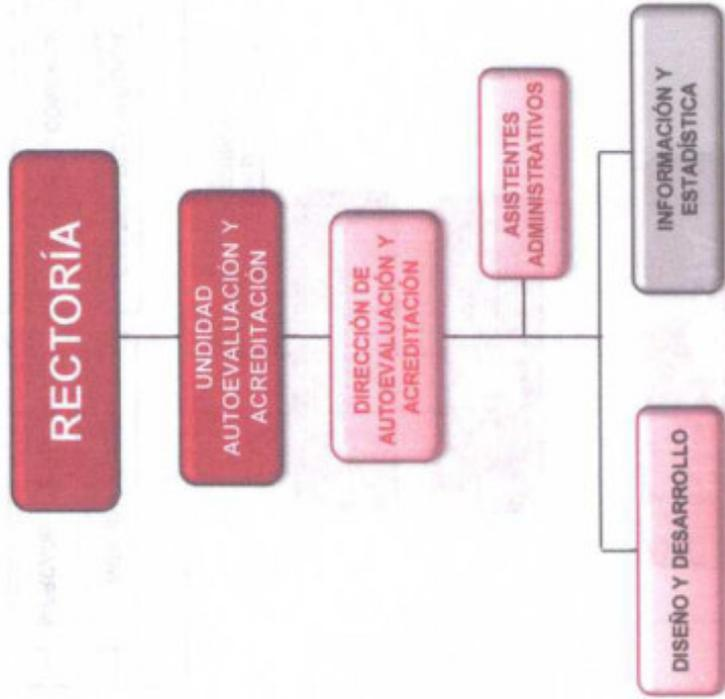 RECTORÍA
UNDIDAD
AUTOEVALUACIÓN Y
ACREDITACIÓN
DIRECCIÓN DE
AUTOEVALUACIÓN Y
ACREDITACIÓN
ASISTENTES
ADMINISTRATIVOS
DISEÑO Y DESARROLLO
INFORMACIÓN Y
ESTADÍSTICA